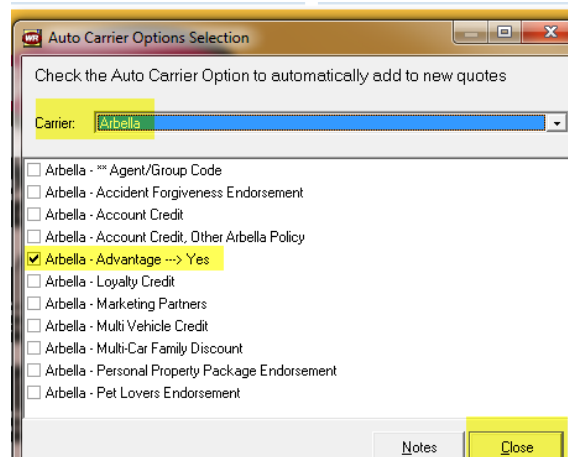 WR Auto Carrier Options Selection
Check the Auto Carrier Option to automatically add to new quotes
Carrier: Arbella
Arbella - ** Agent/Group Code
Arbella - Accident Forgiveness Endorsement
Arbella - Account Credit
Arbella - Account Credit, Other Arbella Policy
Arbella - Advantage ---> Yes
Arbella - Loyalty Credit
Arbella - Marketing Partners
Arbella - Multi Vehicle Credit
Arbella - Multi-Car Family Discount
Arbella - Personal Property Package Endorsement
Arbella - Pet Lovers Endorsement
Notes Close